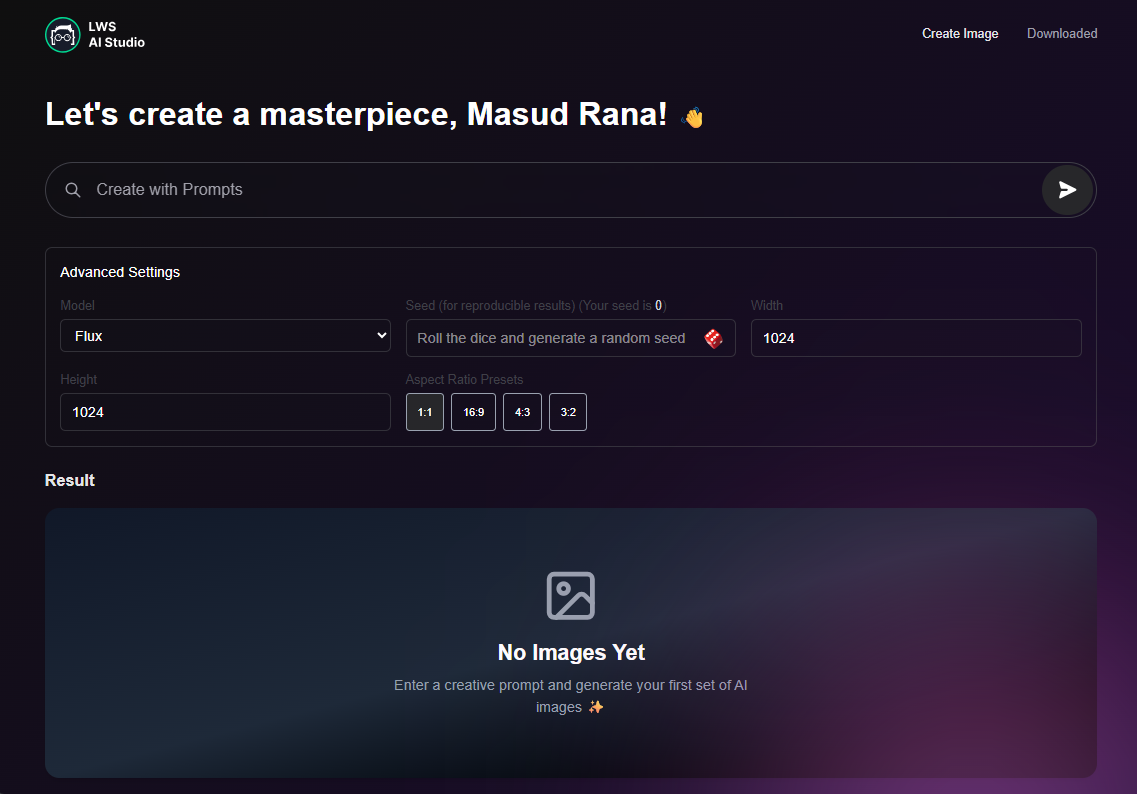 LWS
AI Studio
Create Image
Downloaded
Let's create a masterpiece, Masud Rana! 👋
Create with Prompts
Advanced Settings
Model
Seed (for reproducible results) (Your seed is 0)
Width
Flux
Roll the dice and generate a random seed
1024
Height
Aspect Ratio Presets
1024
1:1
16:9
4:3
3:2
Result
No Images Yet
Enter a creative prompt and generate your first set of AI
images ✨